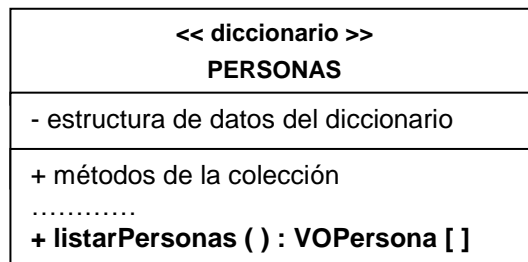 << diccionario >>
PERSONAS
- estructura de datos del diccionario
+ métodos de la colección
…………
+ listarPersonas ( ) : VOPersona [ ]